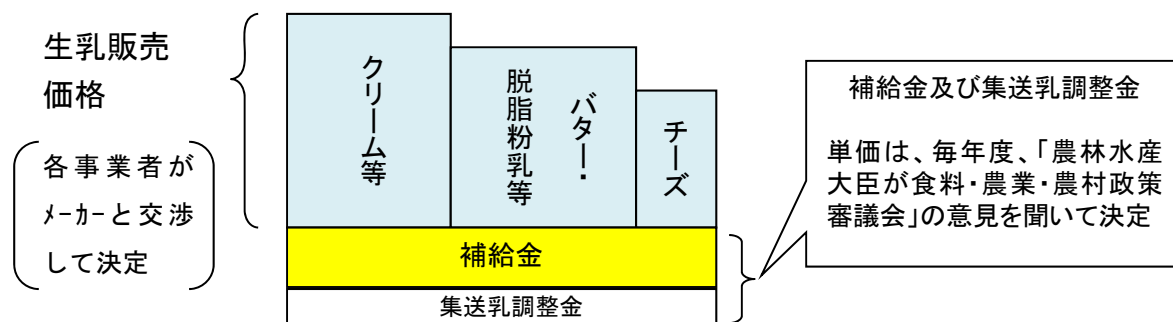 生乳販売
価格
各事業者が
ﾒｰｶｰと交渉
して決定
クリーム等
バター・
脱脂粉乳等
チーズ
補給金
集送乳調整金
補給金及び集送乳調整金
単価は、毎年度、「農林水産
大臣が食料・農業・農村政策
審議会」の意見を聞いて決定